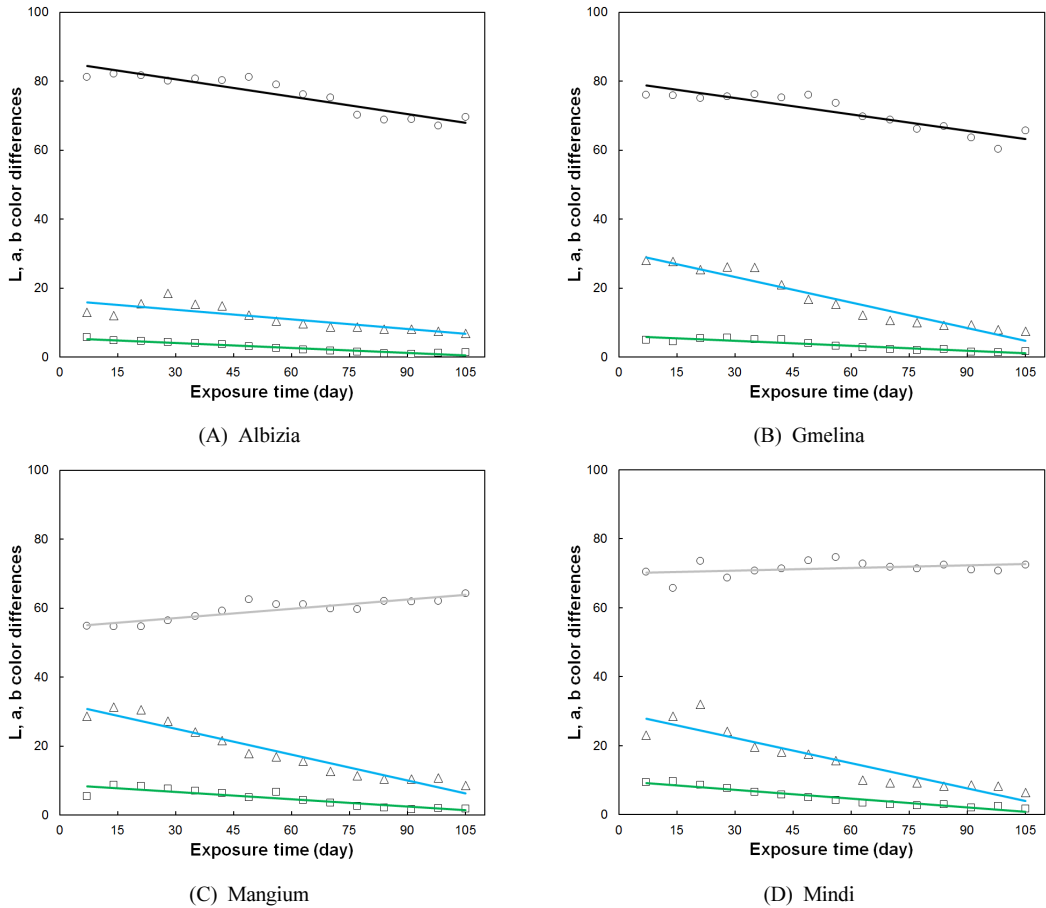 100
80
60
40
20
0
L, a, b color differences
0 15 30 45 60 75 90 105
Exposure time (day)
(A) Albizia
100
80
60
40
20
0
L, a, b color differences
0 15 30 45 60 75 90 105
Exposure time (day)
(B) Gmelina
100
80
60
40
20
0
L, a, b color differences
0 15 30 45 60 75 90 105
Exposure time (day)
(C) Mangium
100
80
60
40
20
0
L, a, b color differences
0 15 30 45 60 75 90 105
Exposure time (day)
(D) Mindi